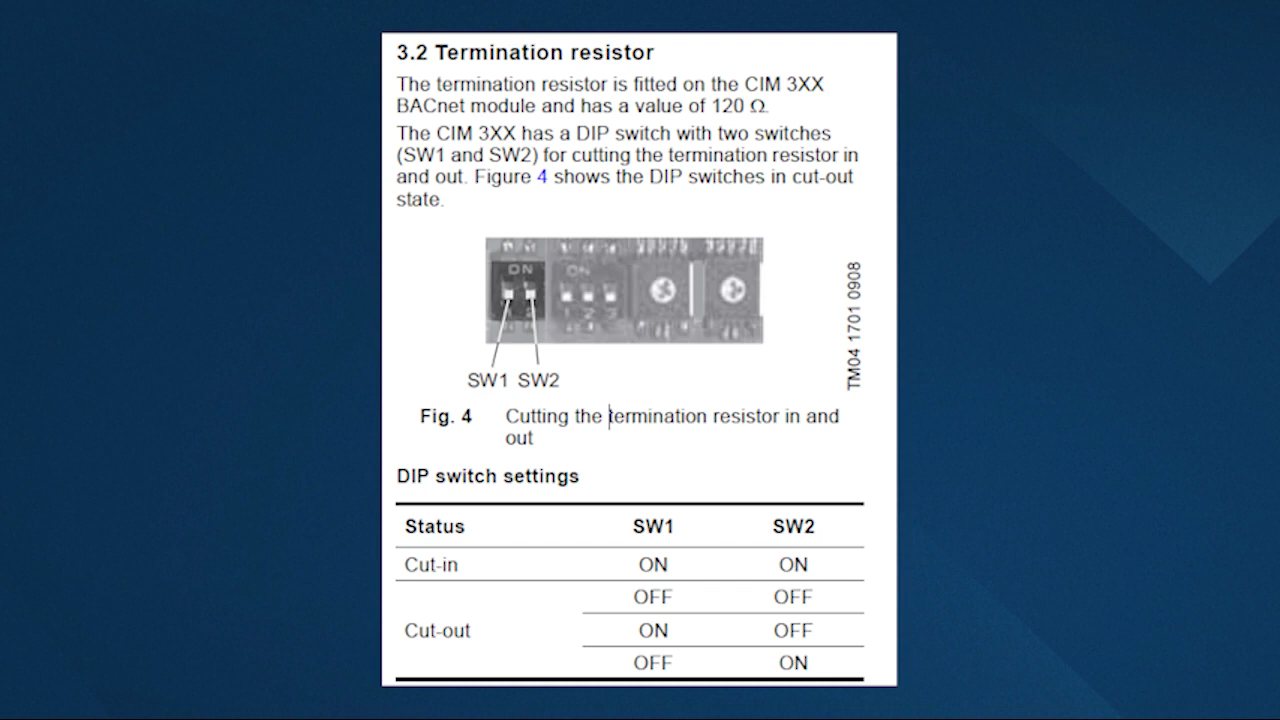 3.2 Termination resistor
The termination resistor is fitted on the CIM 3XX
BACnet module and has a value of 120 Ω.
The CIM 3XX has a DIP switch with two switches
(SW1 and SW2) for cutting the termination resistor in
and out. Figure 4 shows the DIP switches in cut-out
state.
ON ON
1 2 3
SW1 SW2
TM04 1701 0908
Fig. 4 Cutting the termination resistor in and
out
DIP switch settings
Status SW1 SW2
Cut-in ON ON
OFF OFF
Cut-out ON OFF
OFF ON